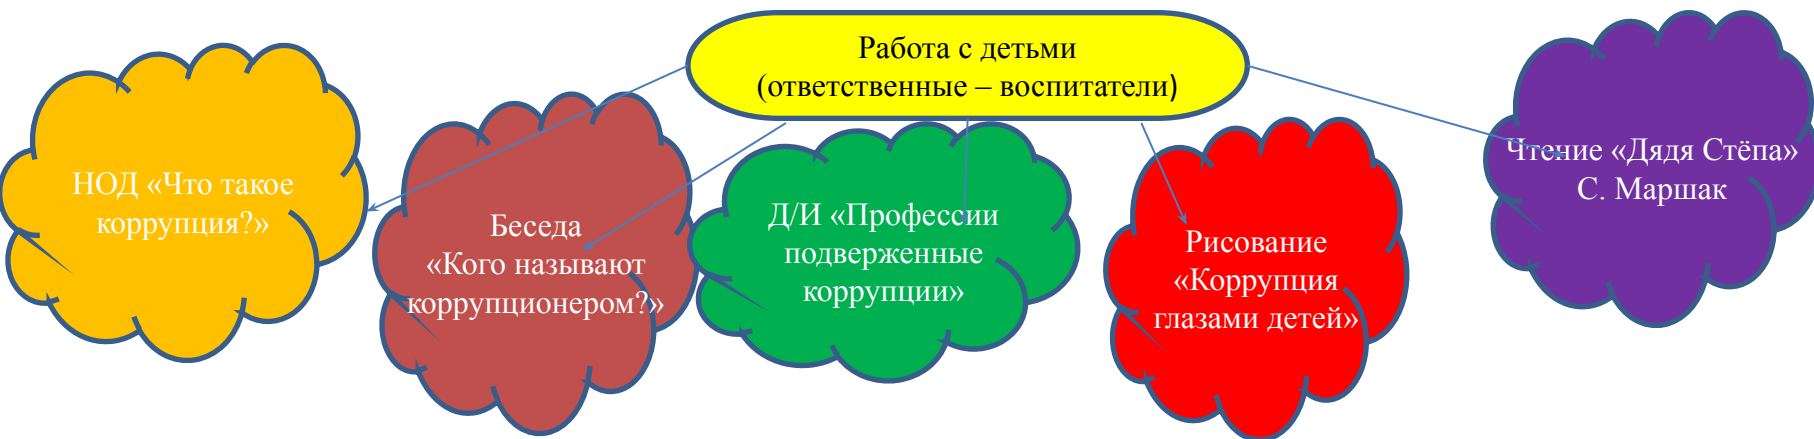 Работа с детьми
(ответственные – воспитатели)
НОД «Что такое
коррупция?»
Беседа
«Кого называют
коррупционером?»
Д/И «Профессии
подверженные
коррупции»
Рисование
«Коррупция
глазами детей»
Чтение «Дядя Стёпа»
С. Маршак